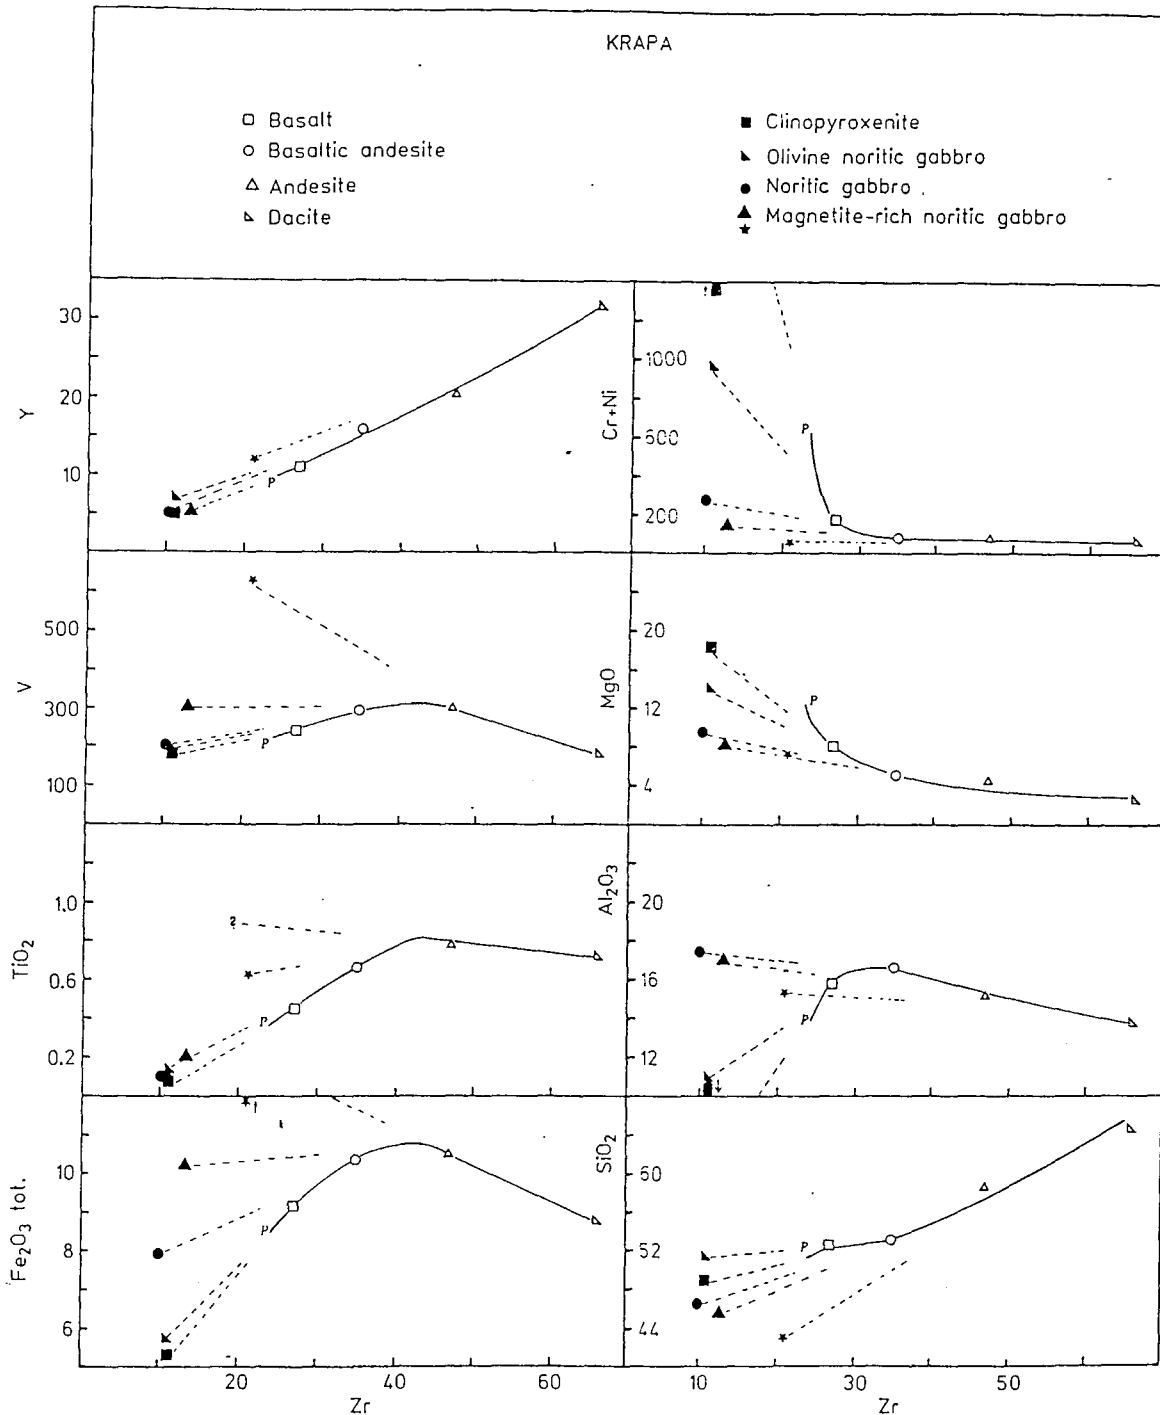 KRAPA
Basalt
Basaltic andesite
Andesite
Dacite
Clinopyroxenite
Olivine noritic gabbro
Noritic gabbro
Magnetite-rich noritic gabbro
Y
30
20
10
P
Cr+Ni
1000
600
200
P
V
500
300
100
P
MgO
20
12
4
P
TiO2
1.0
0.6
0.2
?
P
Al2O3
20
16
12
P
Fe2O3 tot.
10
8
6
P
SiO2
60
52
44
P
20
40
60
Zr
10
30
50
Zr